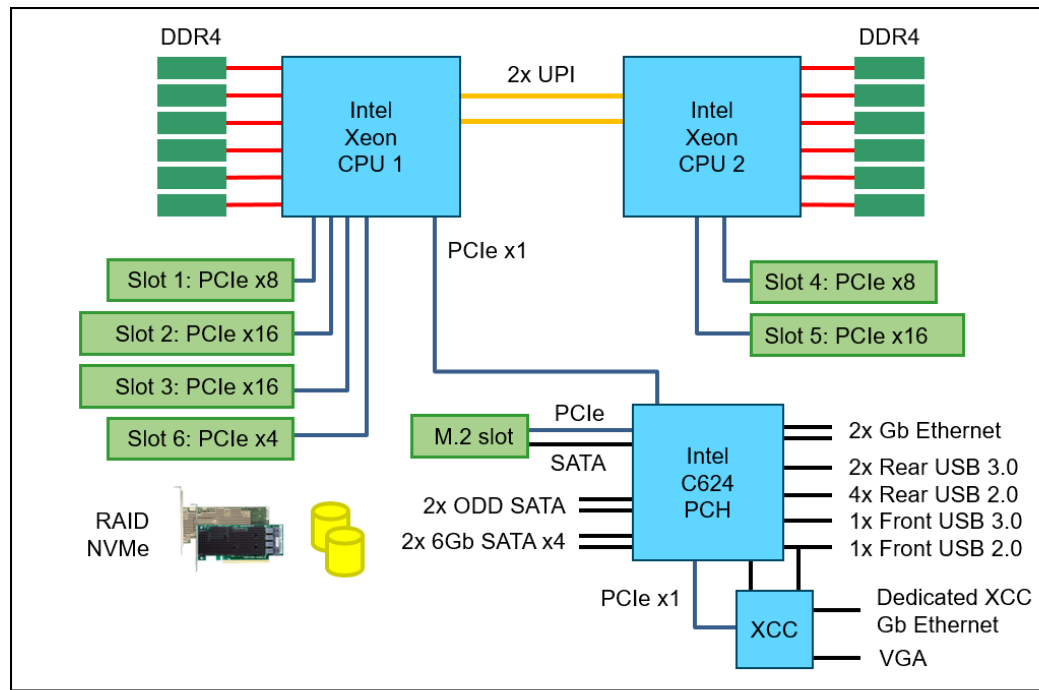 DDR4
DDR4
2x UPI
Intel
Xeon
CPU 1
Intel
Xeon
CPU 2
PCIe x1
Slot 1: PCIe x8
Slot 2: PCIe x16
Slot 3: PCIe x16
Slot 6: PCIe x4
Slot 4: PCIe x8
Slot 5: PCIe x16
PCIe
M.2 slot
SATA
Intel
C624
PCH
2x Gb Ethernet
2x Rear USB 3.0
4x Rear USB 2.0
1x Front USB 3.0
1x Front USB 2.0
RAID
NVMe
2x ODD SATA
2x 6Gb SATA x4
PCIe x1
XCC
Dedicated XCC
Gb Ethernet
VGA